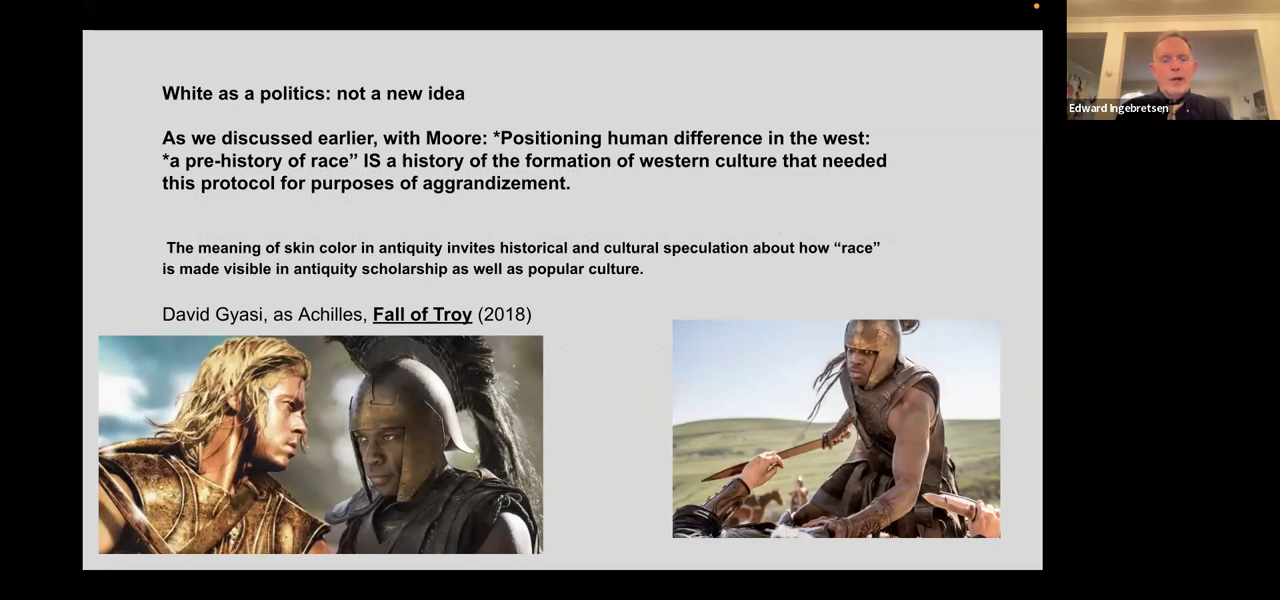 White as a politics: not a new idea
As we discussed earlier, with Moore: *Positioning human difference in the west:
*a pre-history of race” IS a history of the formation of western culture that needed
this protocol for purposes of aggrandizement.
The meaning of skin color in antiquity invites historical and cultural speculation about how “race”
is made visible in antiquity scholarship as well as popular culture.
David Gyasi, as Achilles, Fall of Troy (2018)
Edward Ingebretsen